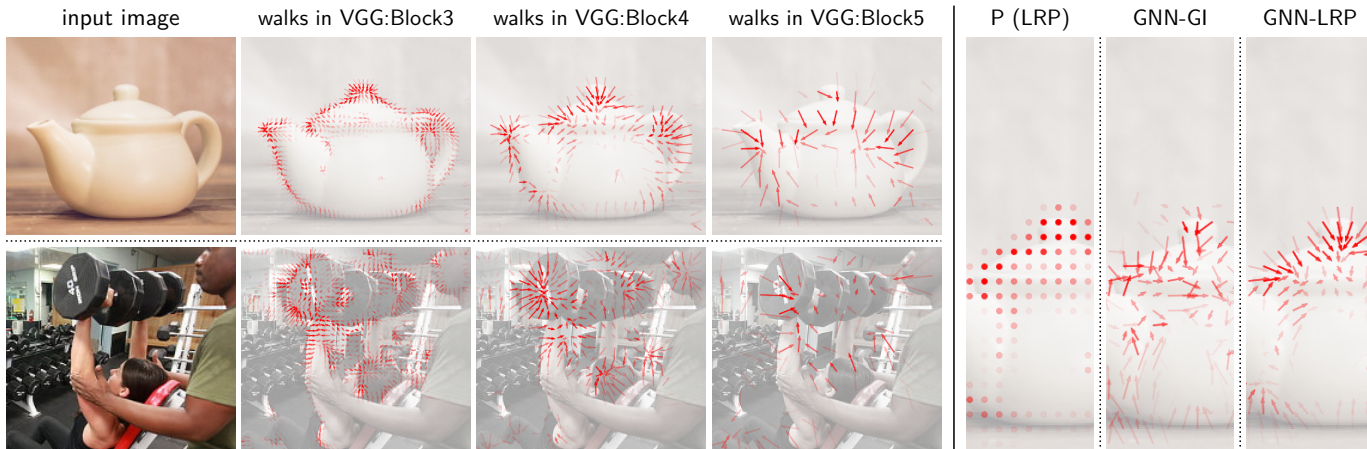 input image
walks in VGG:Block3
walks in VGG:Block4
walks in VGG:Block5
P (LRP)
GNN-GI
GNN-LRP
40